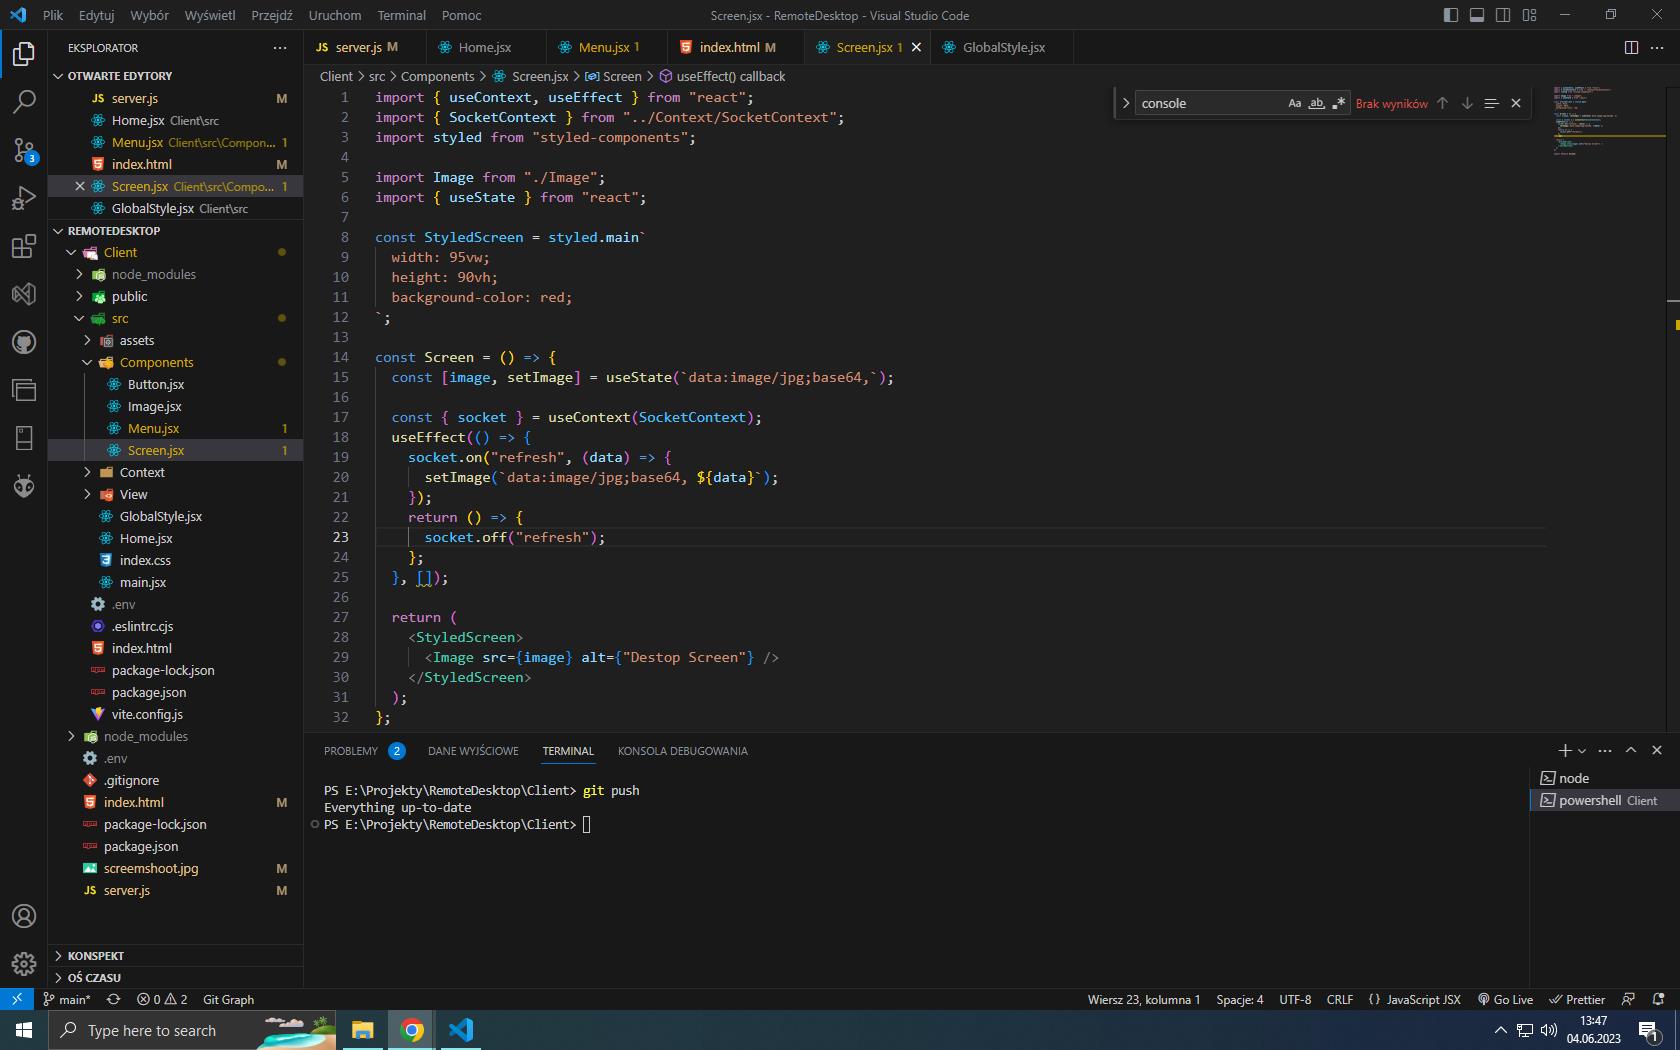 Plik Edytuj Wybór Wyświetl Przejdź Uruchom Terminal Pomoc
Screen.jsx - RemoteDesktop - Visual Studio Code
EKSPLORATOR
JS server.js M
Home.jsx
Menu.jsx 1
index.html M
Screen.jsx 1
GlobalStyle.jsx
OTWARTE EDYTORY
JS server.js M
Home.jsx Client\src
Menu.jsx Client\src\Compon... 1
index.html M
Screen.jsx Client\src\Compo... 1
GlobalStyle.jsx Client\src
REMOTEDESKTOP
Client
node_modules
public
src
assets
Components
Button.jsx
Image.jsx
Menu.jsx 1
Screen.jsx 1
Context
View
GlobalStyle.jsx
Home.jsx
index.css
main.jsx
.env
.eslintrc.cjs
index.html
package-lock.json
package.json
vite.config.js
node_modules
.env
.gitignore
index.html M
package-lock.json
package.json
screemshoot.jpg M
JS server.js M
KONSPEKT
OŚ CZASU
3
Client > src > Components > Screen.jsx > Screen > useEffect() callback
console Aa ab .* Brak wyników
1 import { useContext, useEffect } from "react";
2 import { SocketContext } from "../Context/SocketContext";
3 import styled from "styled-components";
4
5 import Image from "./Image";
6 import { useState } from "react";
7
8 const StyledScreen = styled.main`
9 width: 95vw;
10 height: 90vh;
11 background-color: red;
12 `;
13
14 const Screen = () => {
15 const [image, setImage] = useState(`data:image/jpg;base64,`);
16
17 const { socket } = useContext(SocketContext);
18 useEffect(() => {
19 socket.on("refresh", (data) => {
20 setImage(`data:image/jpg;base64, ${data}`);
21 });
22 return () => {
23 socket.off("refresh");
24 };
25 }, []);
26
27 return (
28 <StyledScreen>
29 <Image src={image} alt={"Destop Screen"} />
30 </StyledScreen>
31 );
32 };
PROBLEMY 2 DANE WYJŚCIOWE TERMINAL KONSOLA DEBUGOWANIA
PS E:\Projekty\RemoteDesktop\Client> git push
Everything up-to-date
PS E:\Projekty\RemoteDesktop\Client>
node
powershell Client
main* 0 2 Git Graph
Wiersz 23, kolumna 1 Spacje: 4 UTF-8 CRLF {} JavaScript JSX Go Live Prettier
Type here to search
13:47
04.06.2023
1